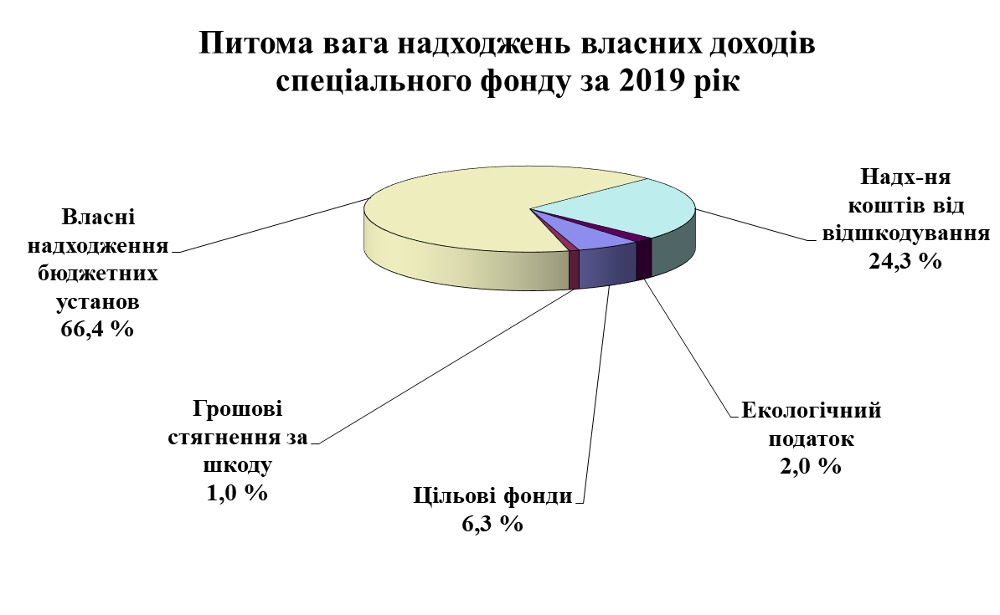 Питома вага надходжень власних доходів
спеціального фонду за 2019 рік
Надх-ня
коштів від
відшкодування
24,3 %
Власні
надходження
бюджетних
установ
66,4 %
Грошові
стягнення за
шкоду
1,0 %
Екологічний
податок
2,0 %
Цільові фонди
6,3 %